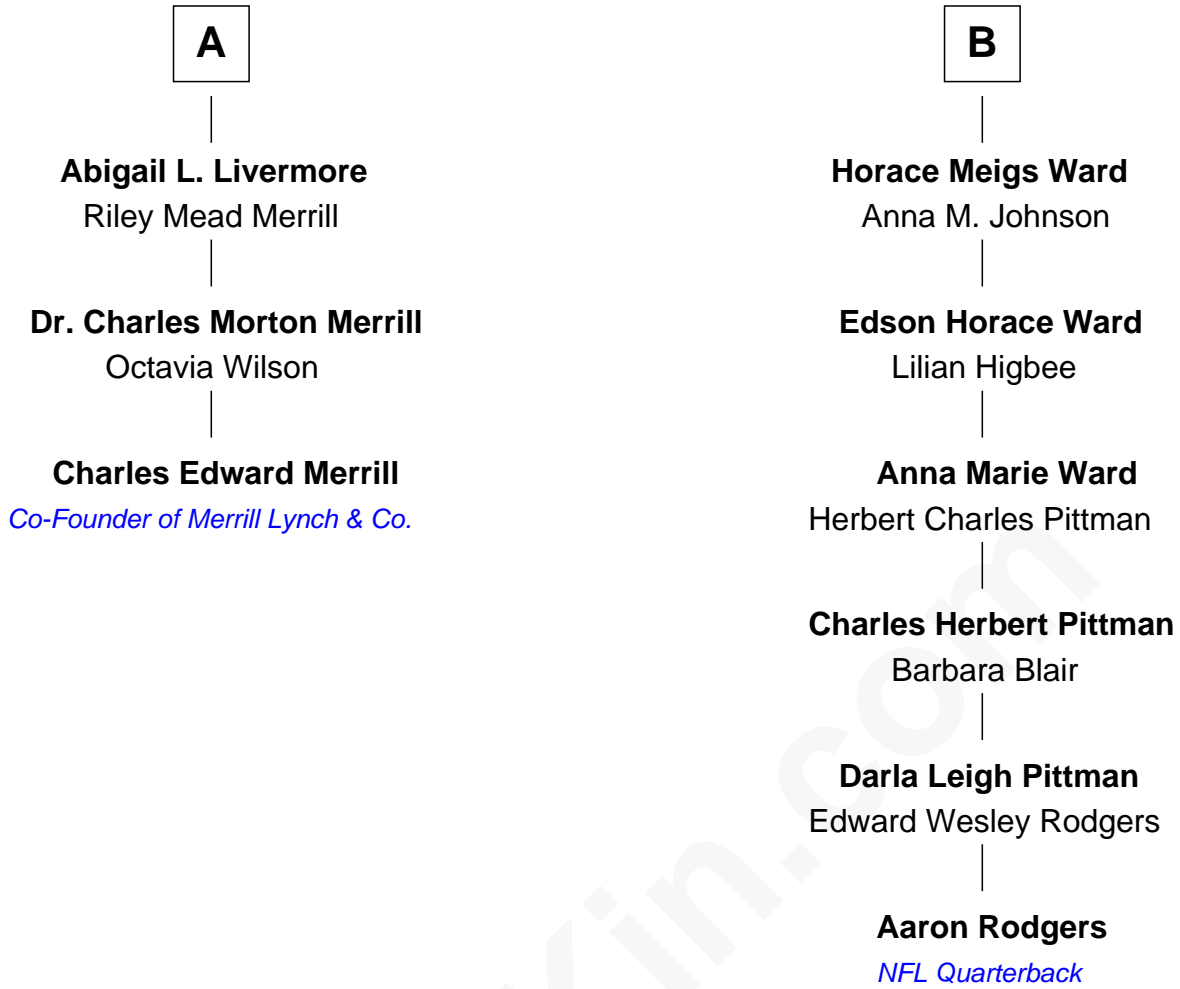 A
Abigail L. Livermore
Riley Mead Merrill
Dr. Charles Morton Merrill
Octavia Wilson
Charles Edward Merrill
Co-Founder of Merrill Lynch & Co.
B
Horace Meigs Ward
Anna M. Johnson
Edson Horace Ward
Lilian Higbee
Anna Marie Ward
Herbert Charles Pittman
Charles Herbert Pittman
Barbara Blair
Darla Leigh Pittman
Edward Wesley Rodgers
Aaron Rodgers
NFL Quarterback
Kin.com